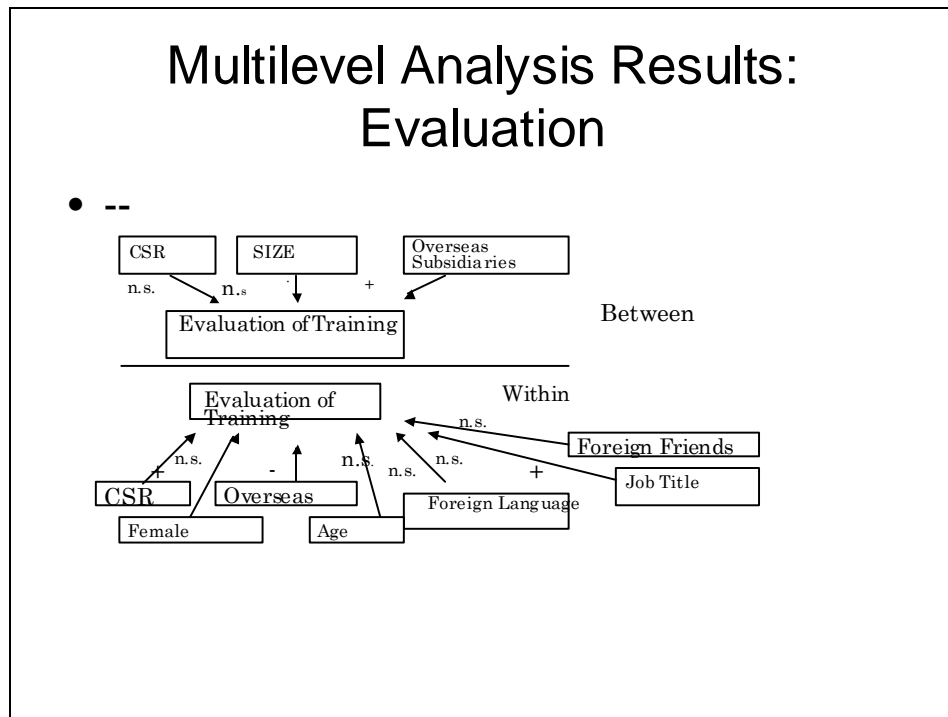 Multilevel Analysis Results:
Evaluation
• --
CSR
SIZE
Overseas
Subsidiaries
n.s.
n.s
.
+
Evaluation of Training
Between
Evaluation of
Training
Within
n.s.
Foreign Friends
+
n.s.
-
n.s.
n.s.
n.s.
+
Job Title
CSR
Overseas
Foreign Language
Female
Age